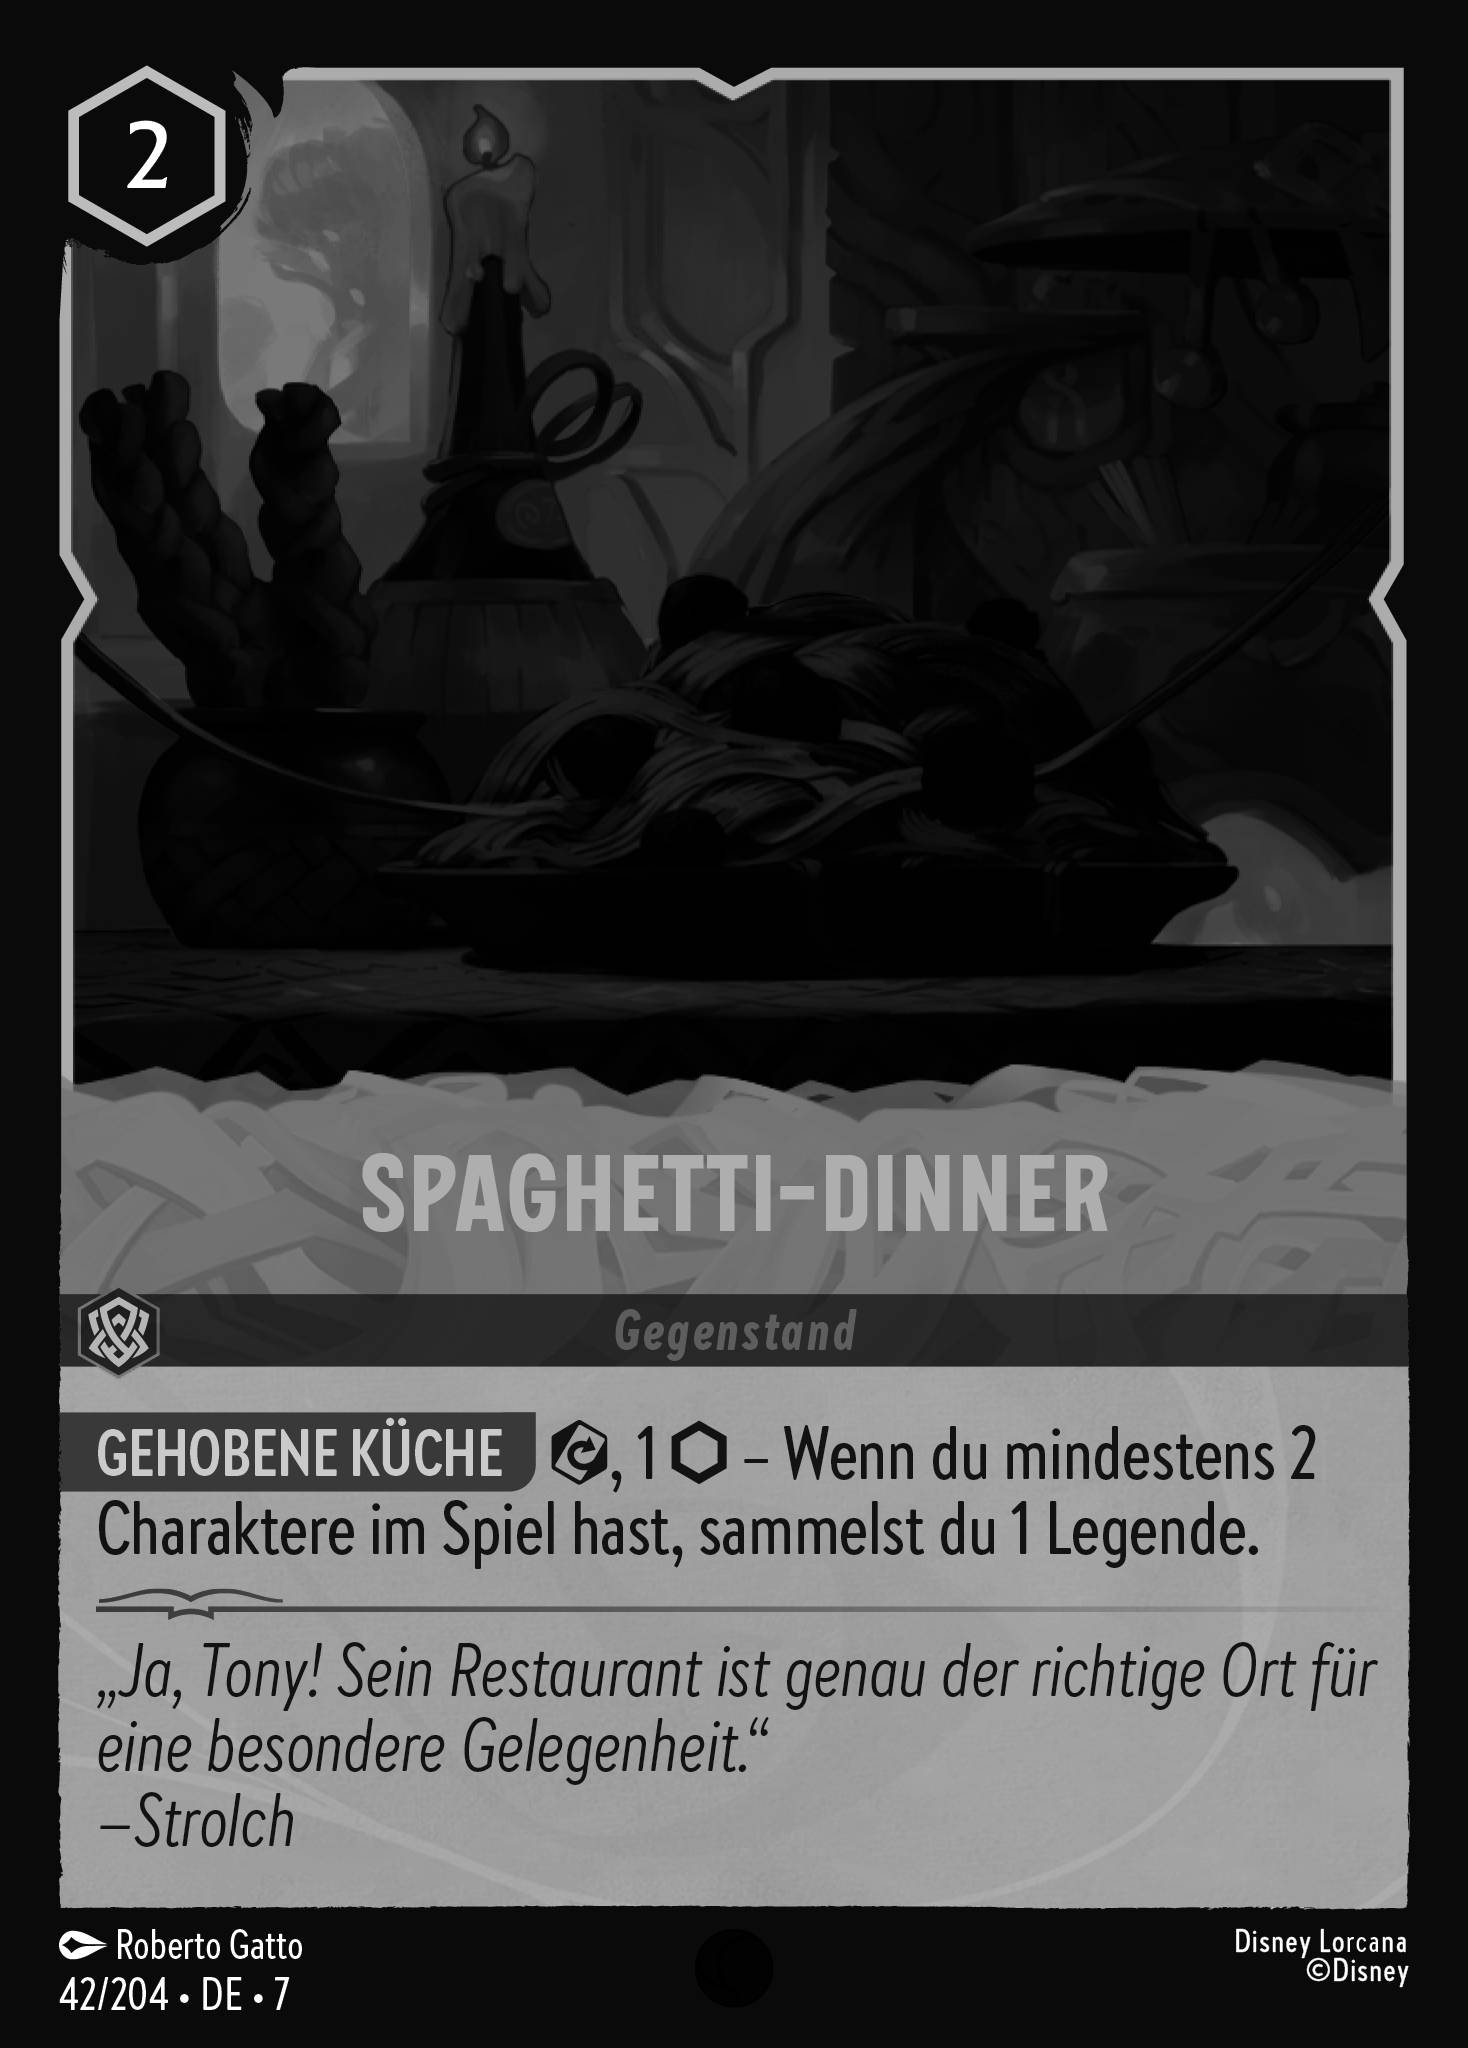 2
SPAGHETTI-DINNER
Gegenstand
GEHOBENE KÜCHE , 1 – Wenn du mindestens 2
Charaktere im Spiel hast, sammelst du 1 Legende.
„Ja, Tony! Sein Restaurant ist genau der richtige Ort für
eine besondere Gelegenheit.“
–Strolch
Roberto Gatto
42/204 • DE • 7
Disney Lorcana
©Disney